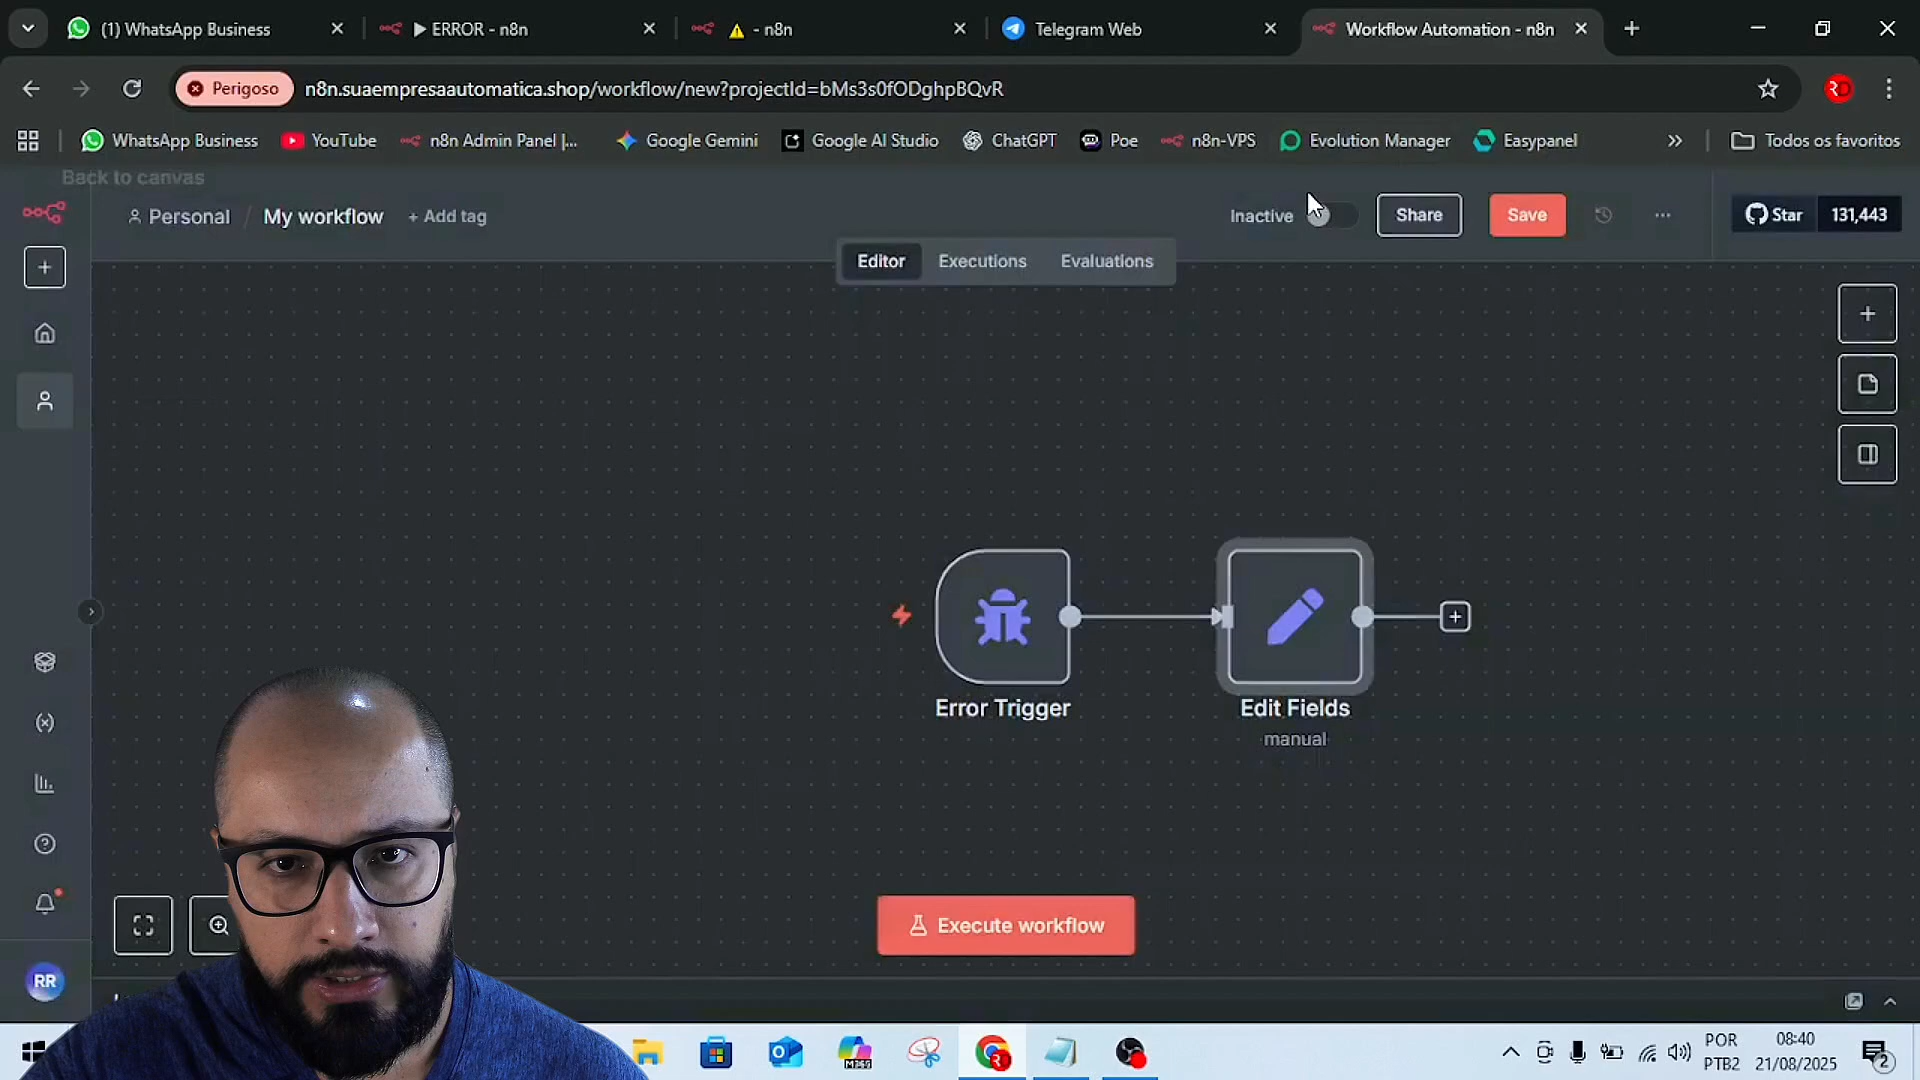 (1) WhatsApp Business
ERROR - n8n
- n8n
Telegram Web
Workflow Automation - n8n
Perigoso
n8n.suaempresaautomatica.shop/workflow/new?projectId=bMs3s0fODghpBQvR
WhatsApp Business
YouTube
n8n Admin Panel |...
Google Gemini
Google AI Studio
ChatGPT
Poe
n8n-VPS
Evolution Manager
Easypanel
Todos os favoritos
Back to canvas
Personal / My workflow + Add tag
Inactive
Share
Save
Star
131,443
Editor
Executions
Evaluations
Error Trigger
Edit Fields
manual
Execute workflow
RR
POR
PTB2
08:40
21/08/2025
2